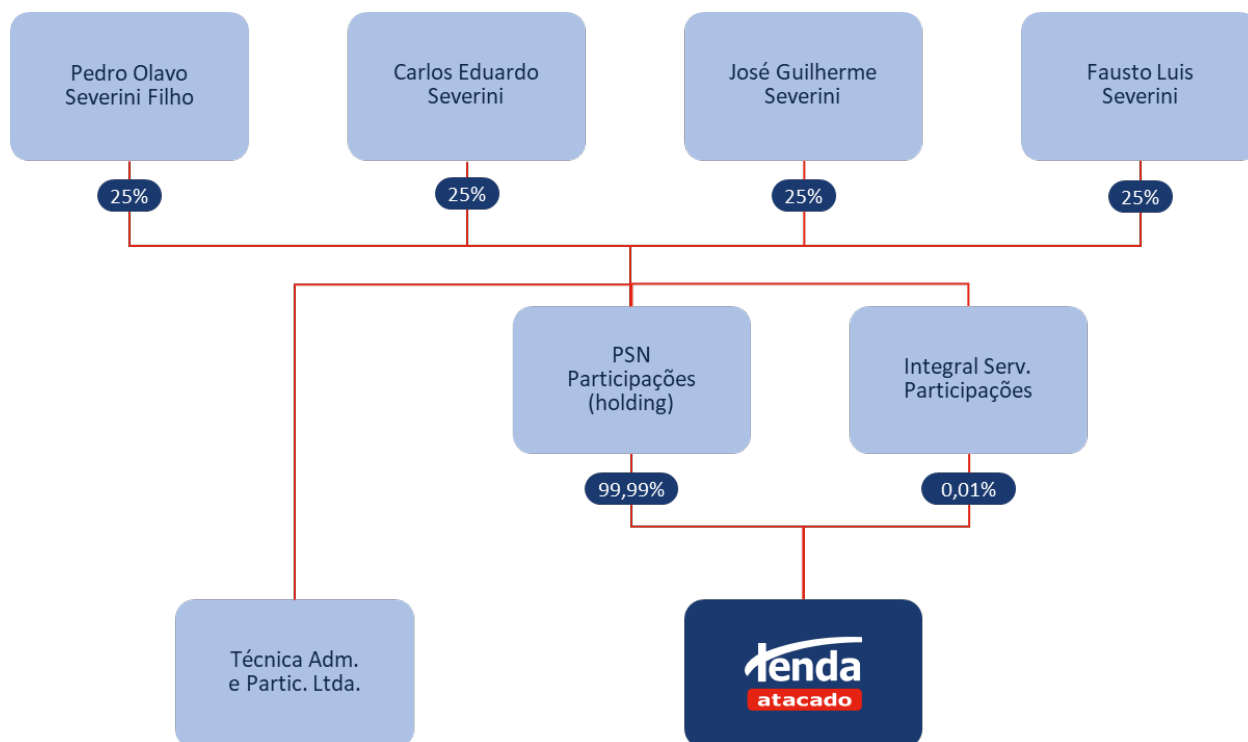 Pedro Olavo
Severini Filho
Carlos Eduardo
Severini
José Guilherme
Severini
Fausto Luis
Severini
25%
25%
25%
25%
PSN
Participações
(holding)
Integral Serv.
Participações
99,99%
0,01%
Técnica Adm.
e Partic. Ltda.
tenda
atacado